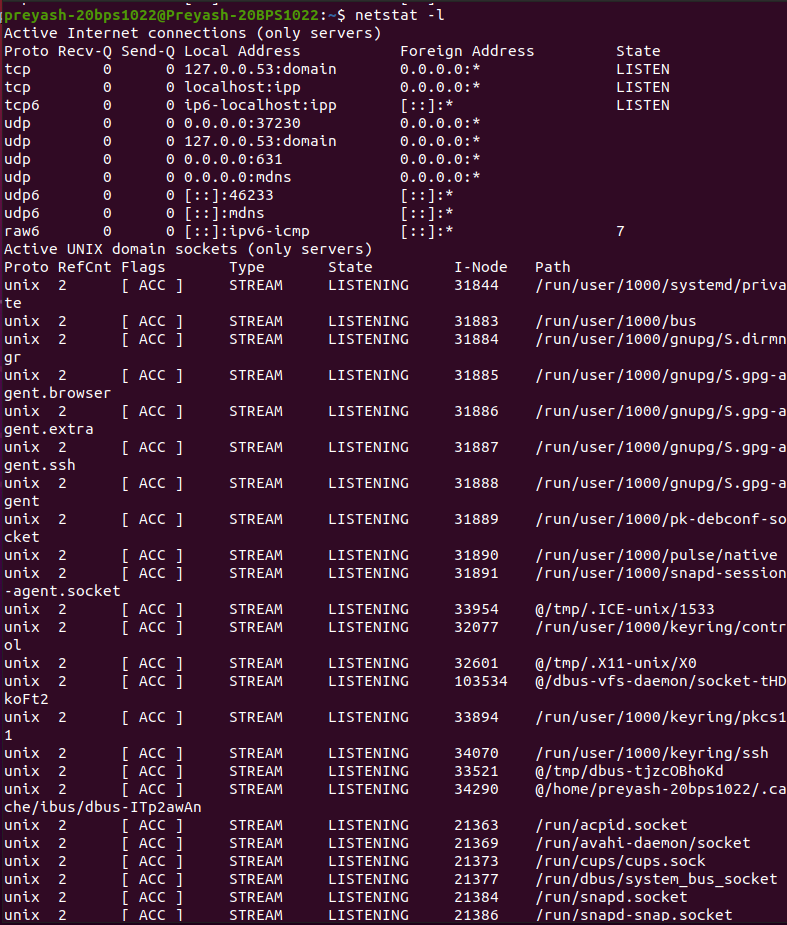 preyash-20bps1022@Preyash-20BPS1022:~$ netstat -l
Active Internet connections (only servers)
Proto Recv-Q Send-Q Local Address           Foreign Address         State
tcp        0      0 127.0.0.53:domain       0.0.0.0:*               LISTEN
tcp        0      0 localhost:ipp           0.0.0.0:*               LISTEN
tcp6       0      0 ip6-localhost:ipp       [::]:*                  LISTEN
udp        0      0 0.0.0.0:37230           0.0.0.0:*
udp        0      0 127.0.0.53:domain       0.0.0.0:*
udp        0      0 0.0.0.0:631             0.0.0.0:*
udp        0      0 0.0.0.0:mdns            0.0.0.0:*
udp6       0      0 [::]:46233              [::]:*
udp6       0      0 [::]:mdns               [::]:*
raw6       0      0 [::]:ipv6-icmp          [::]:*                  7
Active UNIX domain sockets (only servers)
Proto RefCnt Flags       Type       State         I-Node   Path
unix  2      [ ACC ]     STREAM     LISTENING     31844    /run/user/1000/systemd/priva
te
unix  2      [ ACC ]     STREAM     LISTENING     31883    /run/user/1000/bus
unix  2      [ ACC ]     STREAM     LISTENING     31884    /run/user/1000/gnupg/S.dirmn
gr
unix  2      [ ACC ]     STREAM     LISTENING     31885    /run/user/1000/gnupg/S.gpg-a
gent.browser
unix  2      [ ACC ]     STREAM     LISTENING     31886    /run/user/1000/gnupg/S.gpg-a
gent.extra
unix  2      [ ACC ]     STREAM     LISTENING     31887    /run/user/1000/gnupg/S.gpg-a
gent.ssh
unix  2      [ ACC ]     STREAM     LISTENING     31888    /run/user/1000/gnupg/S.gpg-a
gent
unix  2      [ ACC ]     STREAM     LISTENING     31889    /run/user/1000/pk-debconf-so
cket
unix  2      [ ACC ]     STREAM     LISTENING     31890    /run/user/1000/pulse/native
unix  2      [ ACC ]     STREAM     LISTENING     31891    /run/user/1000/snapd-session
-agent.socket
unix  2      [ ACC ]     STREAM     LISTENING     33954    @/tmp/.ICE-unix/1533
unix  2      [ ACC ]     STREAM     LISTENING     32077    /run/user/1000/keyring/contr
ol
unix  2      [ ACC ]     STREAM     LISTENING     32601    @/tmp/.X11-unix/X0
unix  2      [ ACC ]     STREAM     LISTENING     103534   @/dbus-vfs-daemon/socket-tHD
koFt2
unix  2      [ ACC ]     STREAM     LISTENING     33894    /run/user/1000/keyring/pkcs1
1
unix  2      [ ACC ]     STREAM     LISTENING     34070    /run/user/1000/keyring/ssh
unix  2      [ ACC ]     STREAM     LISTENING     33521    @/tmp/dbus-tjzcOBhoKd
unix  2      [ ACC ]     STREAM     LISTENING     34290    @/home/preyash-20bps1022/.ca
che/ibus/dbus-ITp2awAn
unix  2      [ ACC ]     STREAM     LISTENING     21363    /run/acpid.socket
unix  2      [ ACC ]     STREAM     LISTENING     21369    /run/avahi-daemon/socket
unix  2      [ ACC ]     STREAM     LISTENING     21373    /run/cups/cups.sock
unix  2      [ ACC ]     STREAM     LISTENING     21377    /run/dbus/system_bus_socket
unix  2      [ ACC ]     STREAM     LISTENING     21384    /run/snapd.socket
unix  2      [ ACC ]     STREAM     LISTENING     21386    /run/snapd-snap.socket